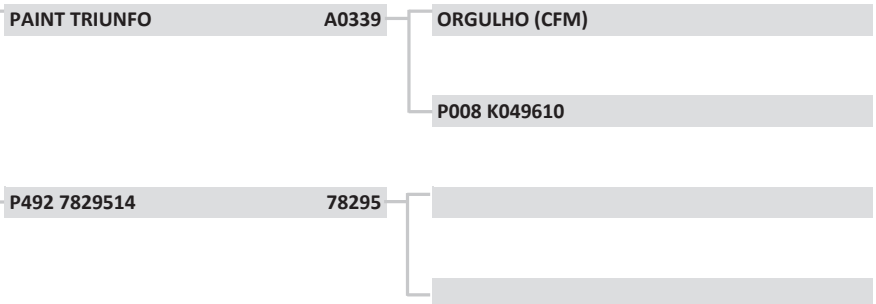 PAINT TRIUNFO A0339
ORGULHO (CFM)
P008 K049610
P492 7829514 78295